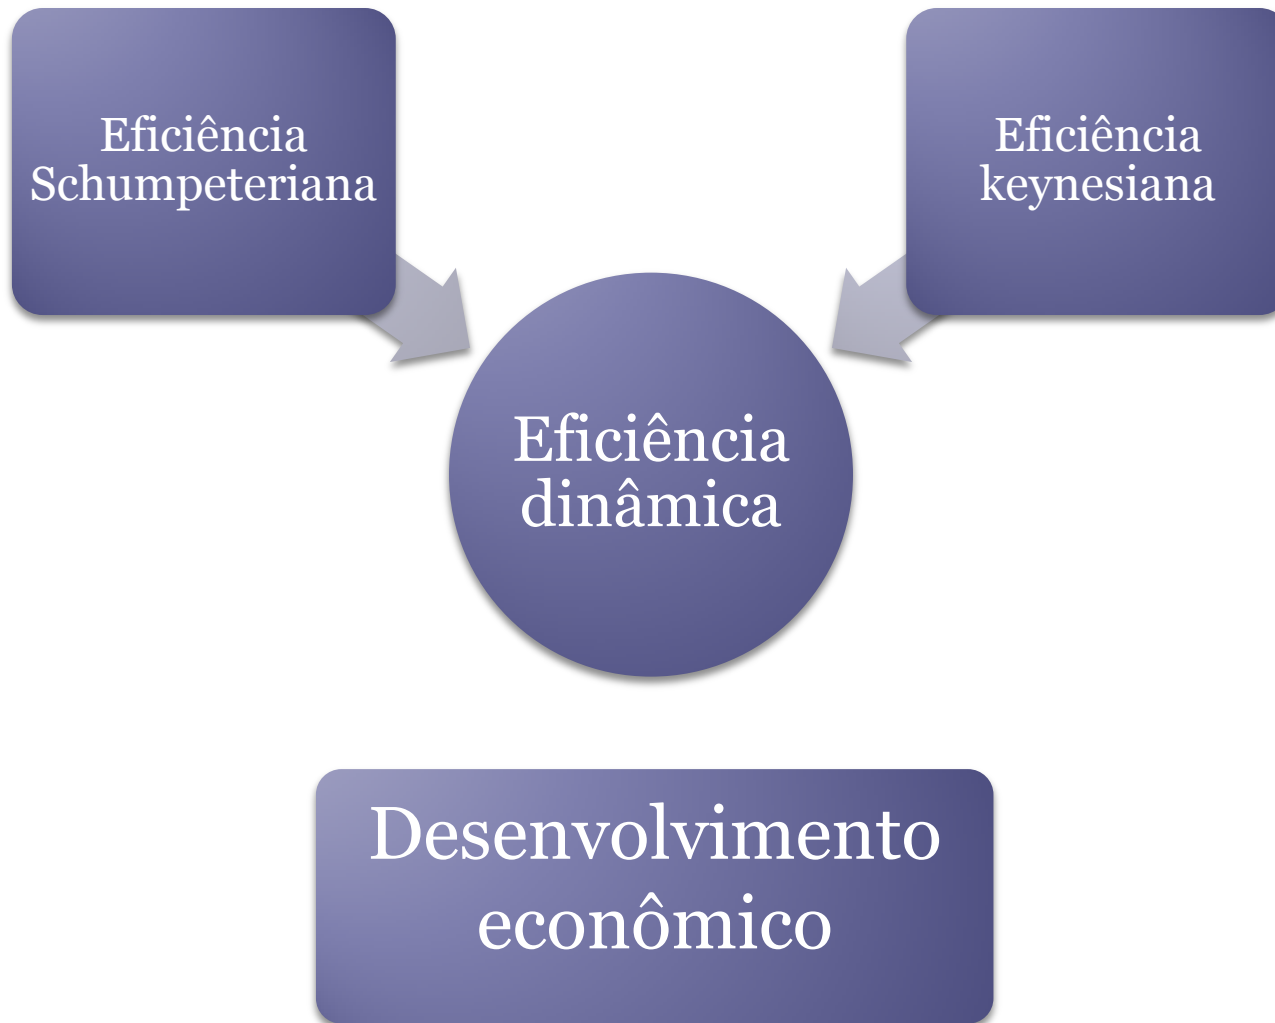 Eficiência
Schumpeteriana
Eficiência
keynesiana
Eficiência
dinâmica
Desenvolvimento
econômico